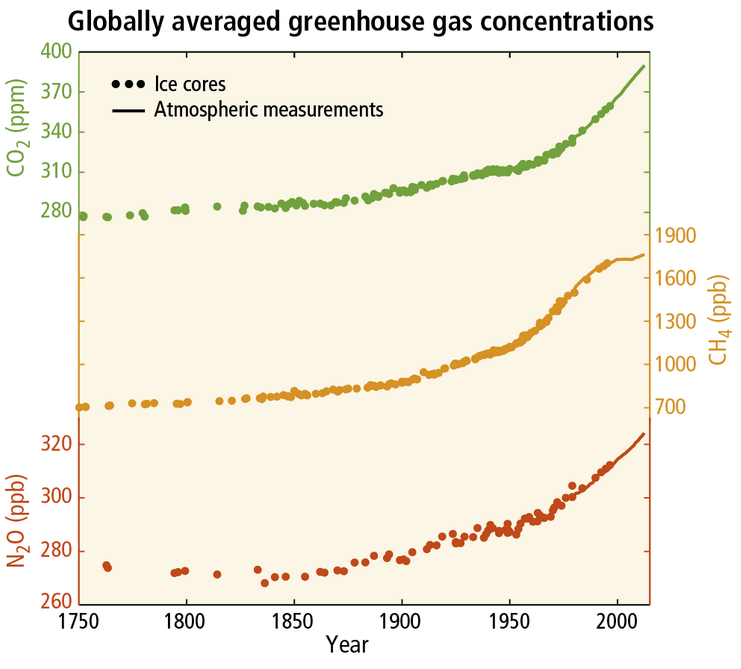 Globally averaged greenhouse gas concentrations
Ice cores
Atmospheric measurements
CO₂ (ppm)
400
370
340
310
280
CH₄ (ppb)
1900
1600
1300
1000
700
N₂O (ppb)
320
300
280
260
1750 1800 1850 1900 1950 2000
Year